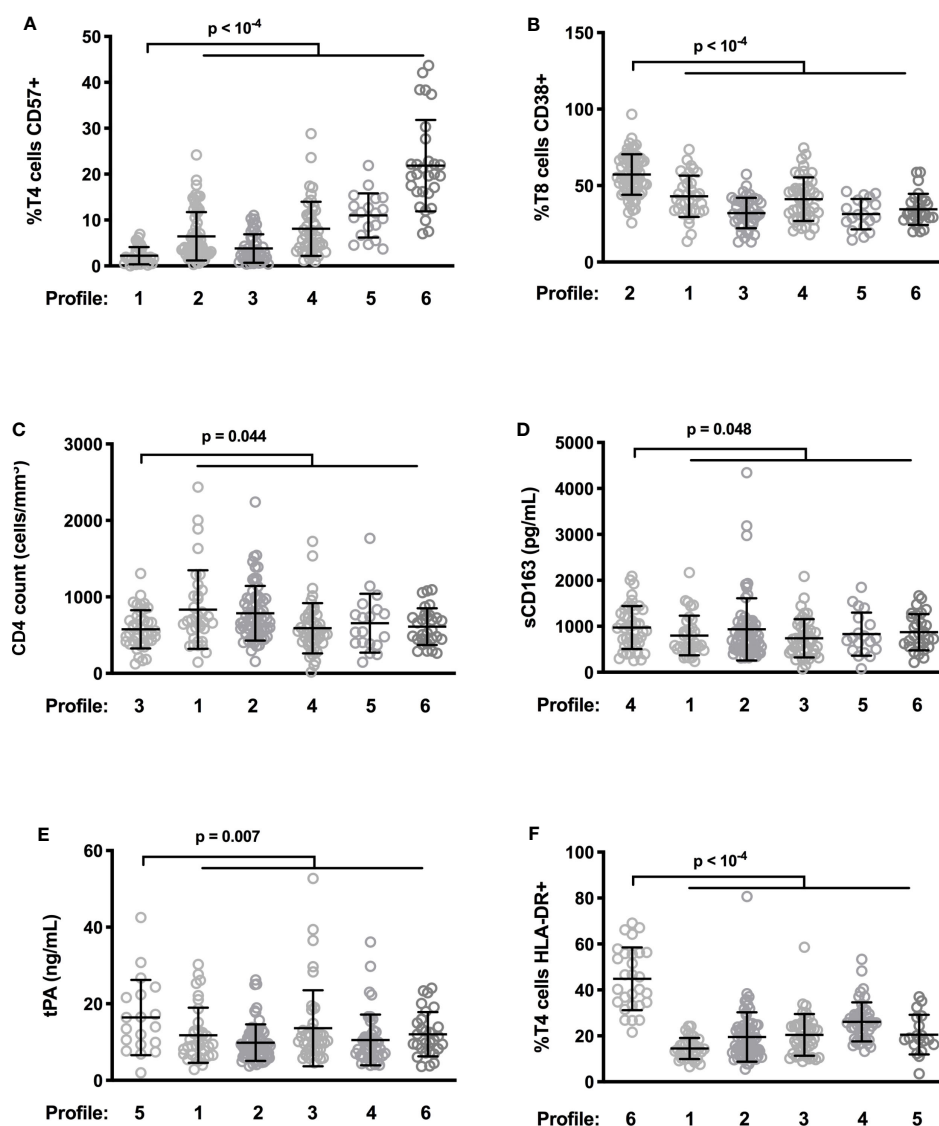 A
p < 10⁻⁴
%T4 cells CD57+
50
40
30
20
10
0
Profile: 1 2 3 4 5 6
B
p < 10⁻⁴
%T8 cells CD38+
150
100
50
0
Profile: 2 1 3 4 5 6
C
p = 0.044
CD4 count (cells/mm³)
3000
2000
1000
0
Profile: 3 1 2 4 5 6
D
p = 0.048
sCD163 (pg/mL)
5000
4000
3000
2000
1000
0
Profile: 4 1 2 3 5 6
E
p = 0.007
tPA (ng/mL)
60
40
20
0
Profile: 5 1 2 3 4 6
F
p < 10⁻⁴
%T4 cells HLA-DR+
100
80
60
40
20
0
Profile: 6 1 2 3 4 5